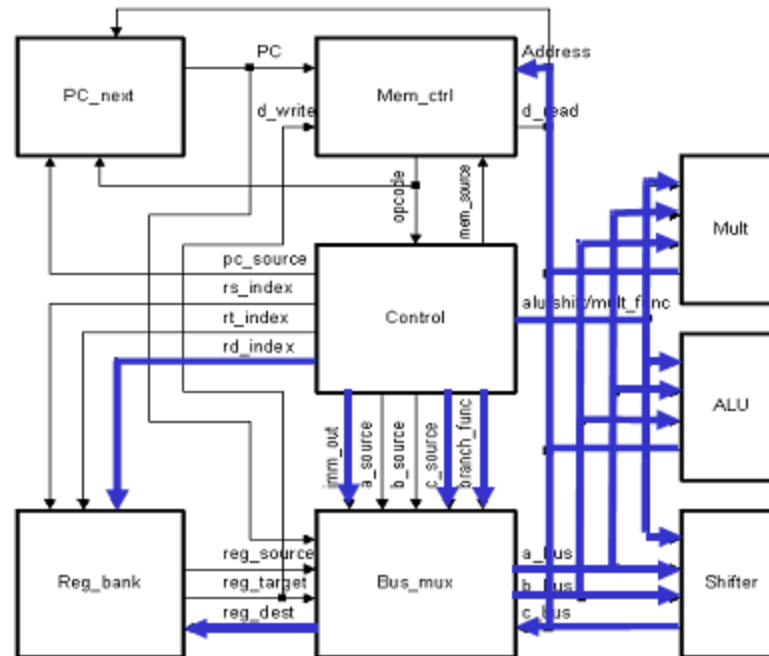 PC
Address
PC_next
Mem_ctrl
d_write
d_read
opcode
mem_source
Mult
pc_source
rs_index
alu/shift/mult_func
rt_index
Control
rd_index
imm_out
a_source
b_source
c_source
branch_func
ALU
reg_source
a_bus
Reg_bank
reg_target
Bus_mux
b_bus
Shifter
reg_dest
c_bus